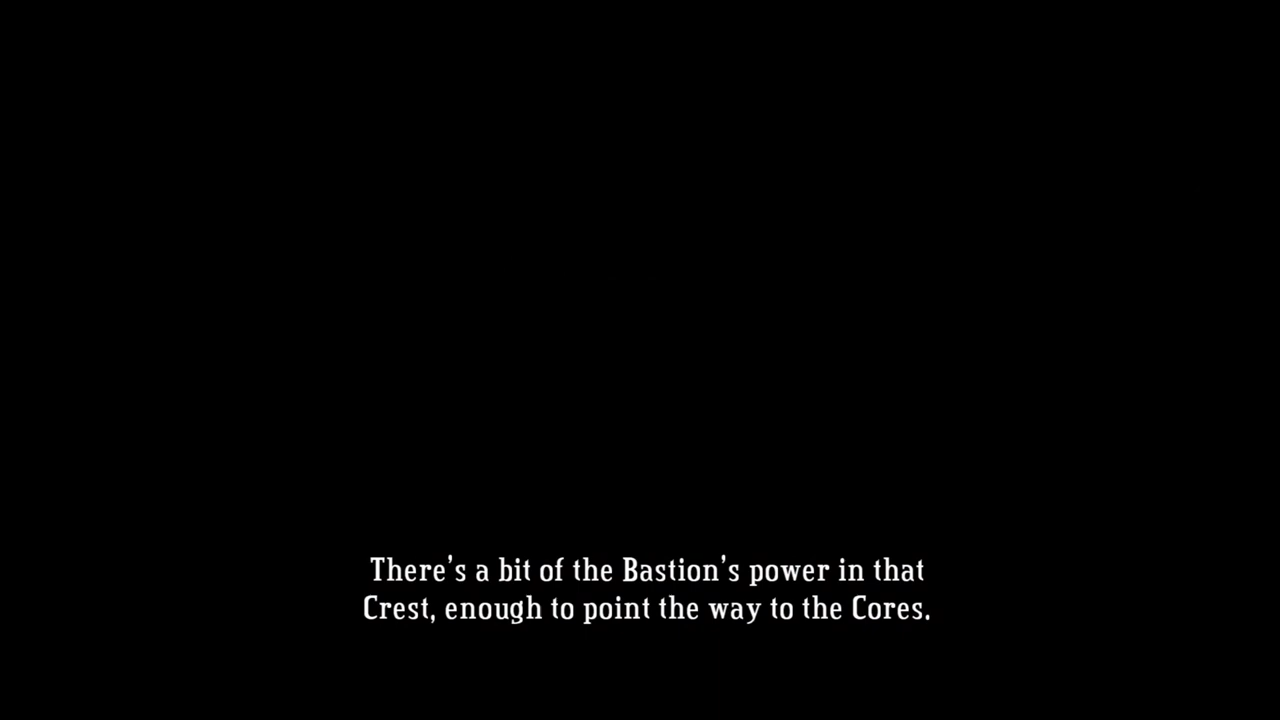 There's a bit of the Bastion's power in that
Crest, enough to point the way to the Cores.